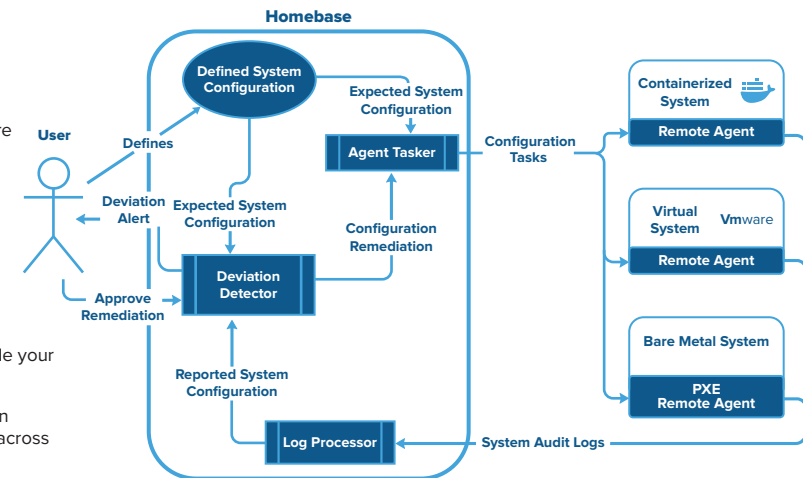 Homebase
Defined System
Configuration
Expected System
Configuration
Containerized
System
Remote Agent
re
User
Defines
Agent Tasker
Configuration
Tasks
Deviation
Alert
Expected System
Configuration
Configuration
Remediation
Virtual
System
Vmware
Remote Agent
Deviation
Detector
Approve
Remediation
Bare Metal System
PXE
Remote Agent
de your
n
across
Reported System
Configuration
Log Processor
System Audit Logs